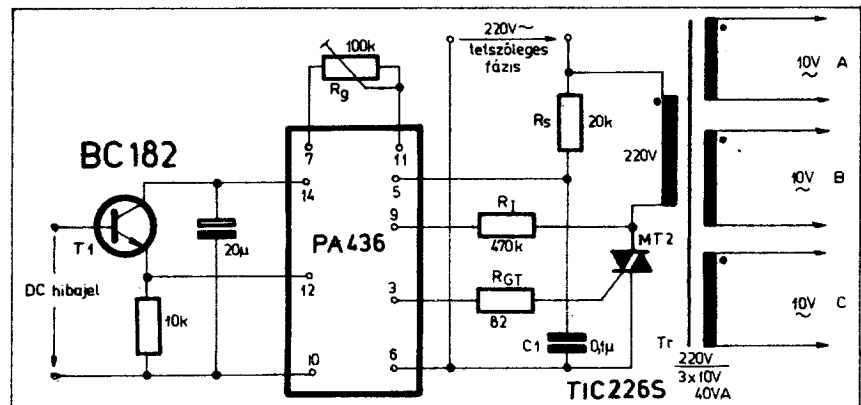 220V~
tetszőleges
fázis
100k
Rg
Rs
20k
10V
~
A
BC182
7
11
14
5
220V
10V
~
B
T1
20µ
PA436
9
RI
470k
MT2
DC hibajel
12
3
RGT
82
10k
10V
~
C
10
6
C1
0,1µ
TIC226S
Tr
220V
3x10V
40VA